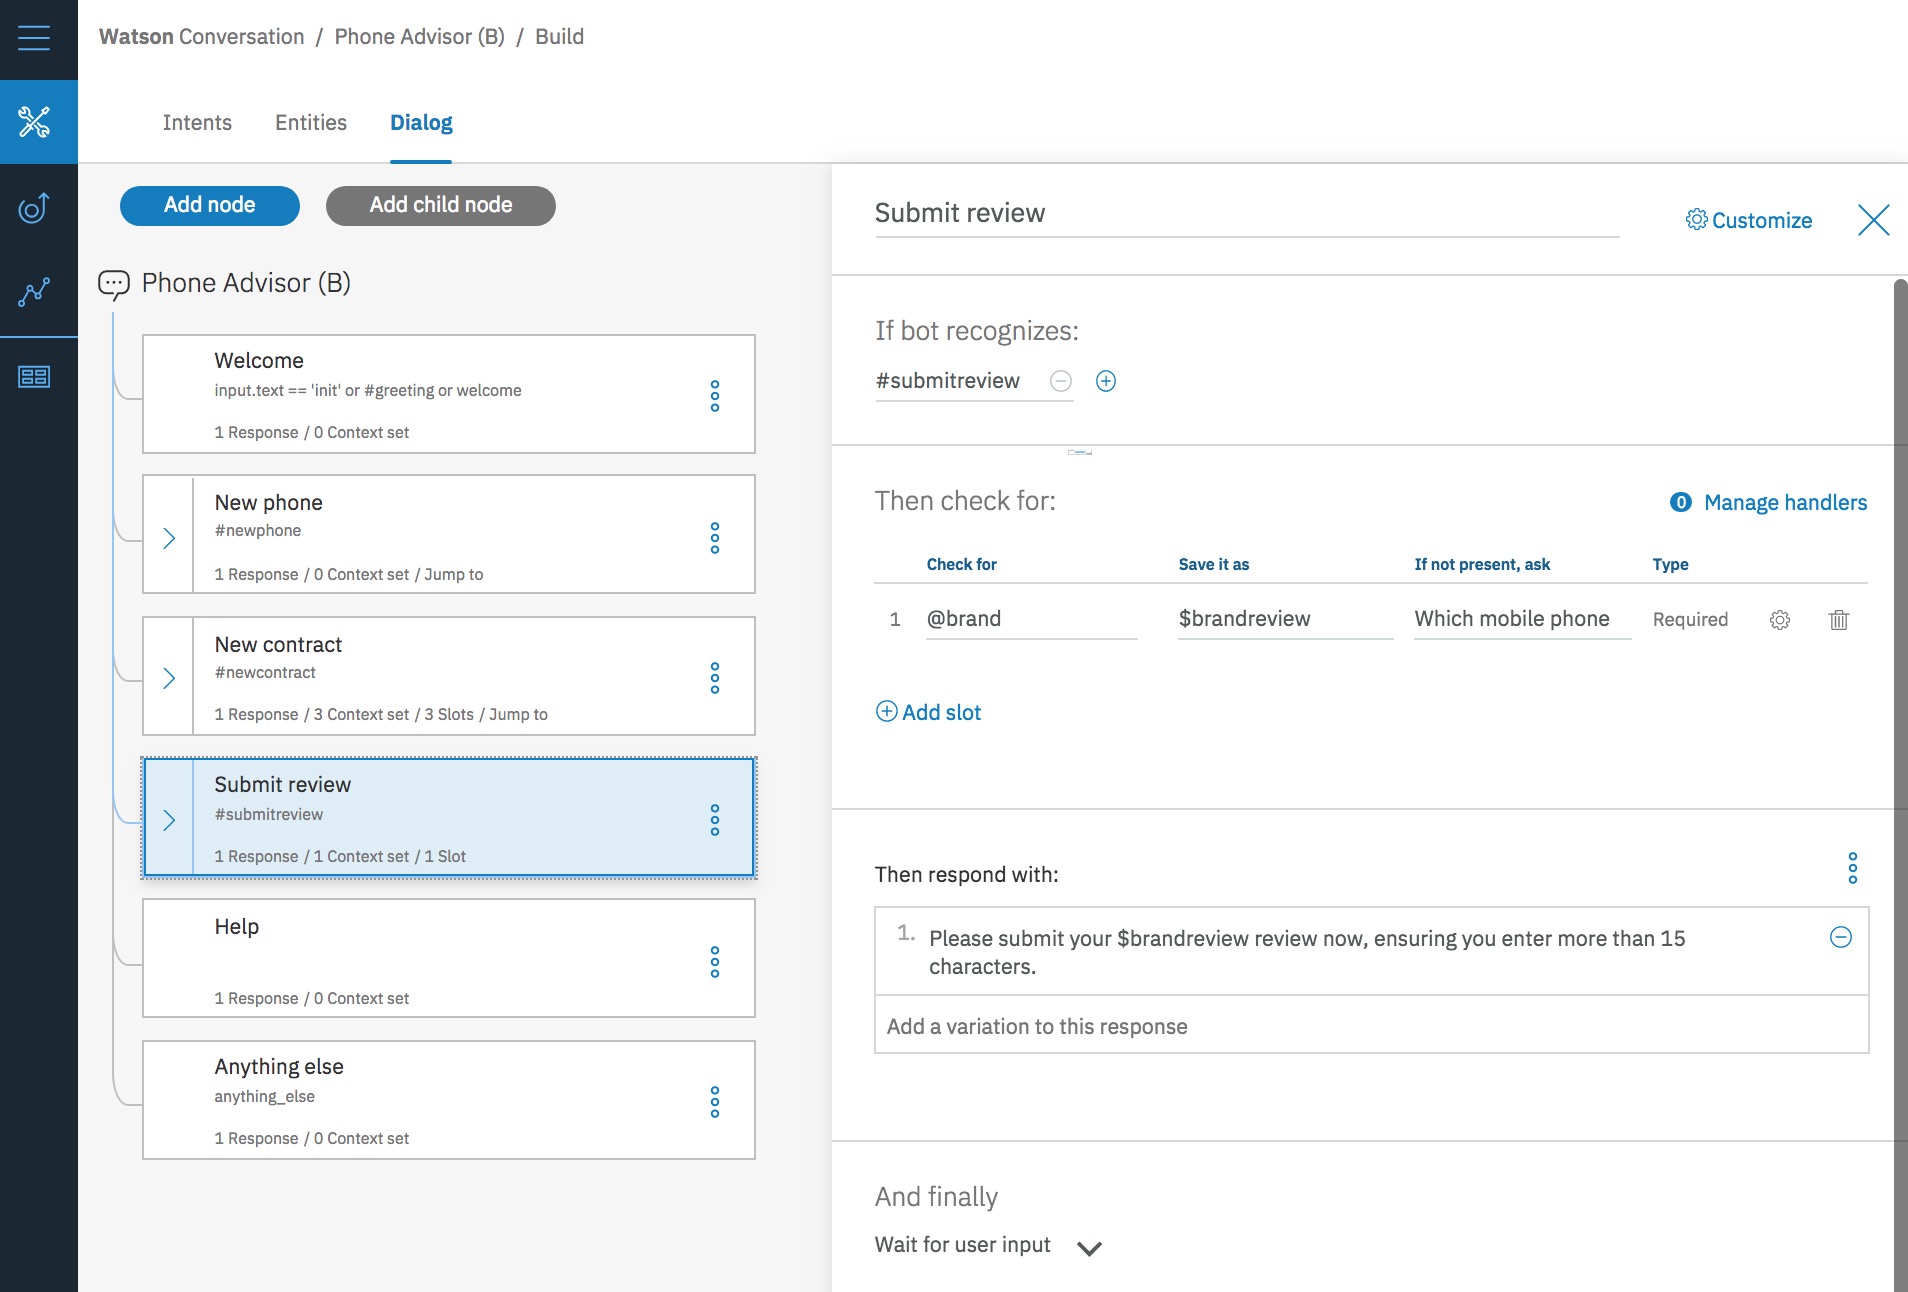 Watson Conversation / Phone Advisor (B) / Build
Intents Entities Dialog
Add node Add child node
Phone Advisor (B)
Welcome
input.text == 'init' or #greeting or welcome
1 Response / 0 Context set
New phone
#newphone
1 Response / 0 Context set / Jump to
New contract
#newcontract
1 Response / 3 Context set / 3 Slots / Jump to
Submit review
#submitreview
1 Response / 1 Context set / 1 Slot
Help
1 Response / 0 Context set
Anything else
anything_else
1 Response / 0 Context set
Submit review
Customize
If bot recognizes:
#submitreview
Then check for:
0 Manage handlers
Check for Save it as If not present, ask Type
1 @brand $brandreview Which mobile phone Required
Add slot
Then respond with:
1. Please submit your $brandreview review now, ensuring you enter more than 15
characters.
Add a variation to this response
And finally
Wait for user input